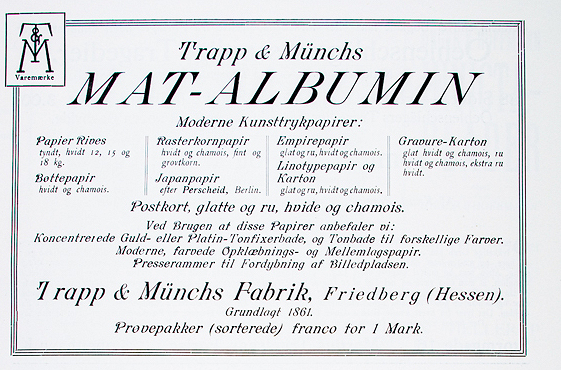 T & M
Varemærke
Trapp & Münchs
MAT-ALBUMIN
Moderne Kunsttrykpapirer:
Papier Rives
tyndt, hvidt 12, 15 og
18 kg.
Bøttepapir
hvidt og chamois.
Rasterkornpapir
hvidt og chamois, fint og
grovtkorn.
Japanpapir
efter Perscheid, Berlin.
Empirepapir
glat og ru, hvidt og chamois.
Linotypepapir og
Karton
glat og ru, hvidt og chamois.
Gravure-Karton
glat hvidt og chamois, ru
hvidt og chamois, ekstra ru
hvidt.
Postkort, glatte og ru, hvide og chamois.
Ved Brugen af disse Papirer anbefaler vi:
Koncentrerede Guld- eller Platin-Tonfixerbade, og Tonbade til forskellige Farver.
Moderne, farvede Opklæbnings- og Mellemlagspapir.
Presserammer til Fordybning af Billedpladsen.
Trapp & Münchs Fabrik, Friedberg (Hessen).
Grundlagt 1861.
Prøvepakker (sorterede) franco for 1 Mark.